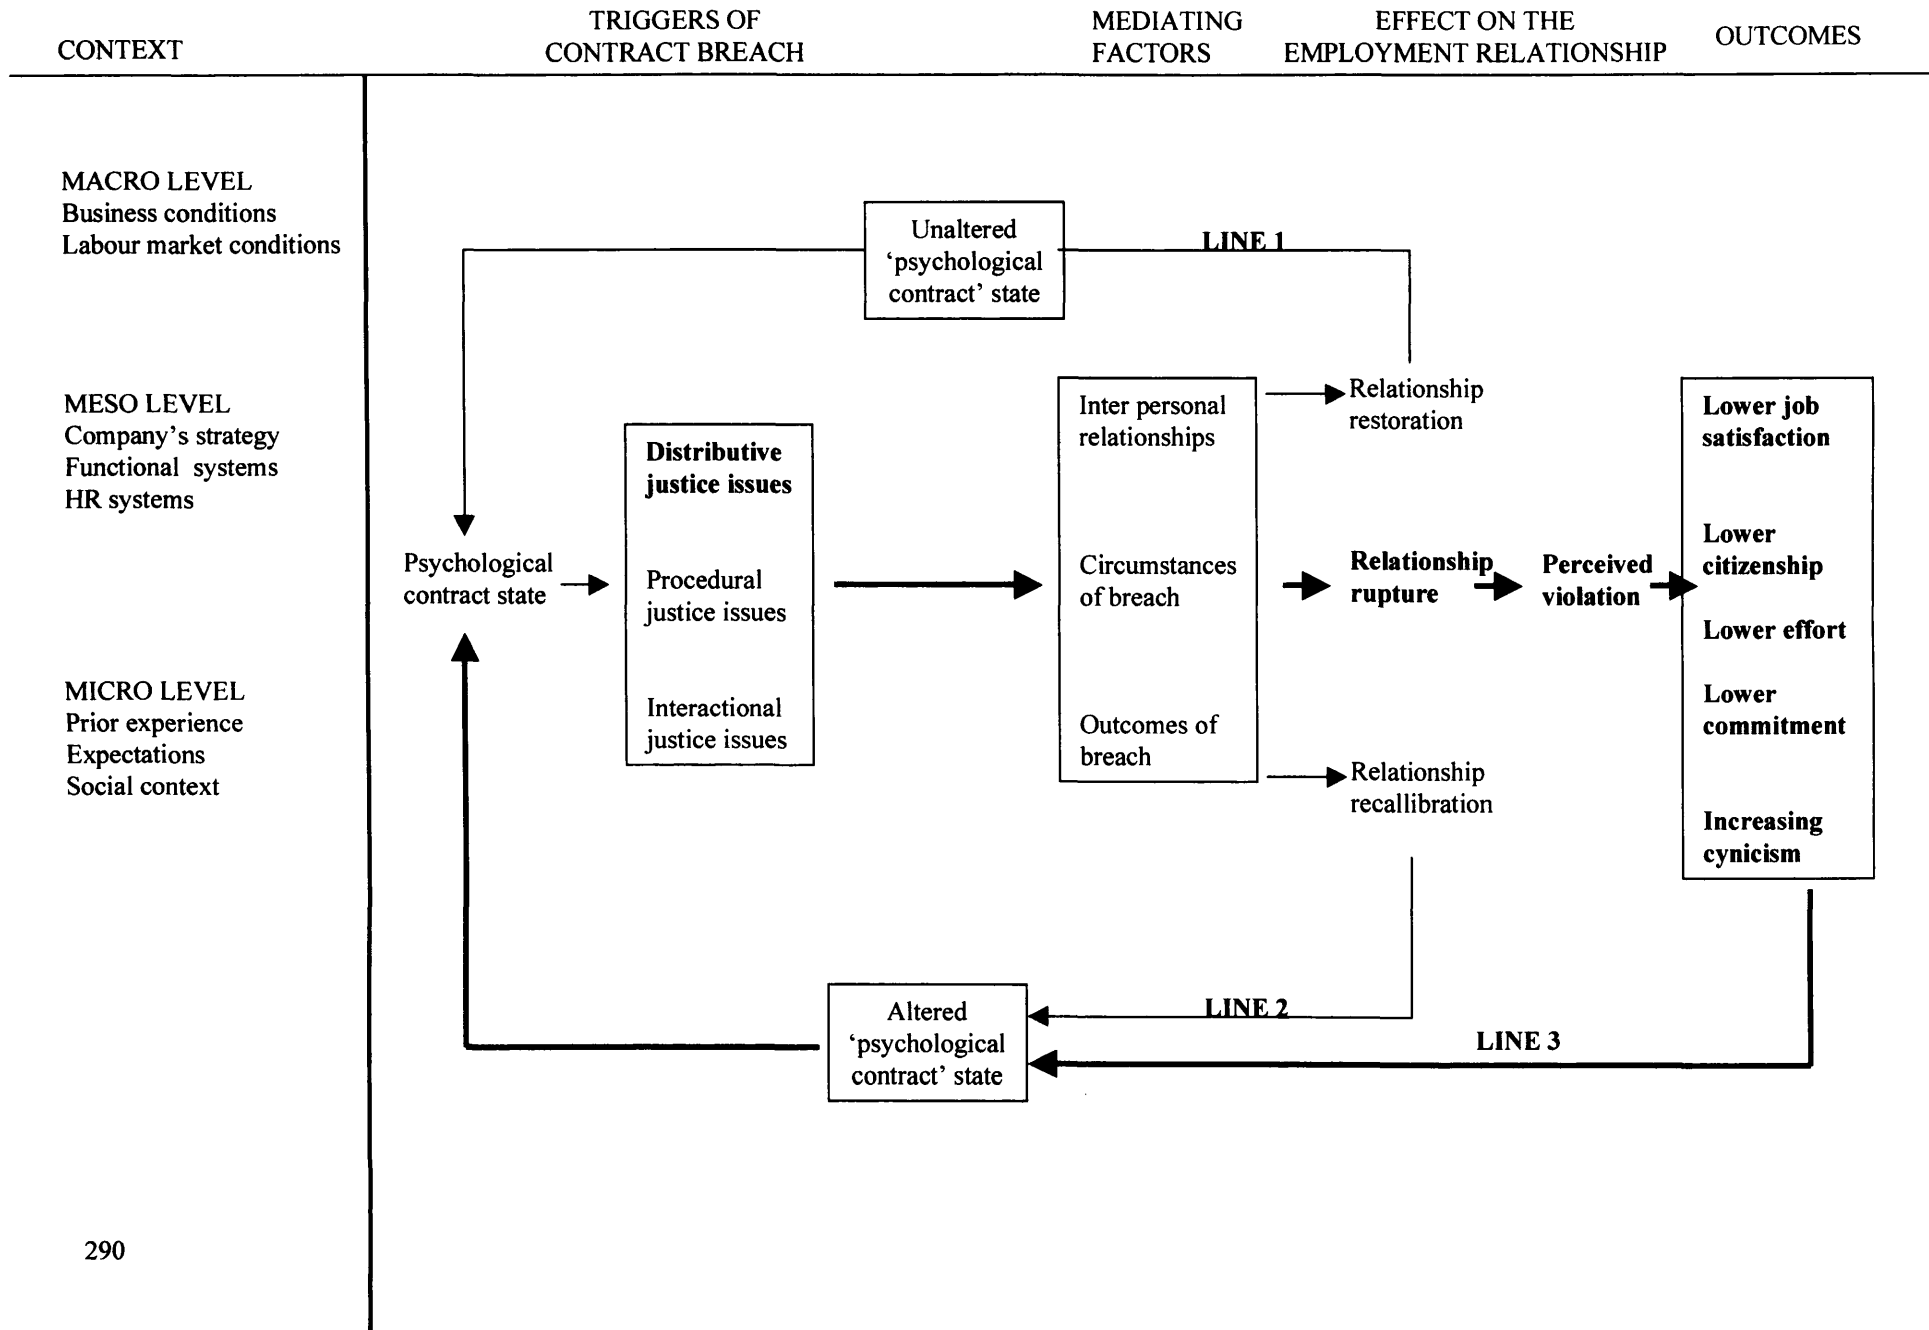 CONTEXT
TRIGGERS OF
CONTRACT BREACH
MEDIATING
FACTORS
EFFECT ON THE
EMPLOYMENT RELATIONSHIP
OUTCOMES
MACRO LEVEL
Business conditions
Labour market conditions
MESO LEVEL
Company's strategy
Functional systems
HR systems
MICRO LEVEL
Prior experience
Expectations
Social context
Unaltered
'psychological
contract' state
LINE 1
Psychological
contract state
Distributive
justice issues
Procedural
justice issues
Interactional
justice issues
Inter personal
relationships
Circumstances
of breach
Outcomes of
breach
Relationship
restoration
Relationship
rupture
Perceived
violation
Relationship
recallibration
Lower job
satisfaction
Lower
citizenship
Lower effort
Lower
commitment
Increasing
cynicism
Altered
'psychological
contract' state
LINE 2
LINE 3
290